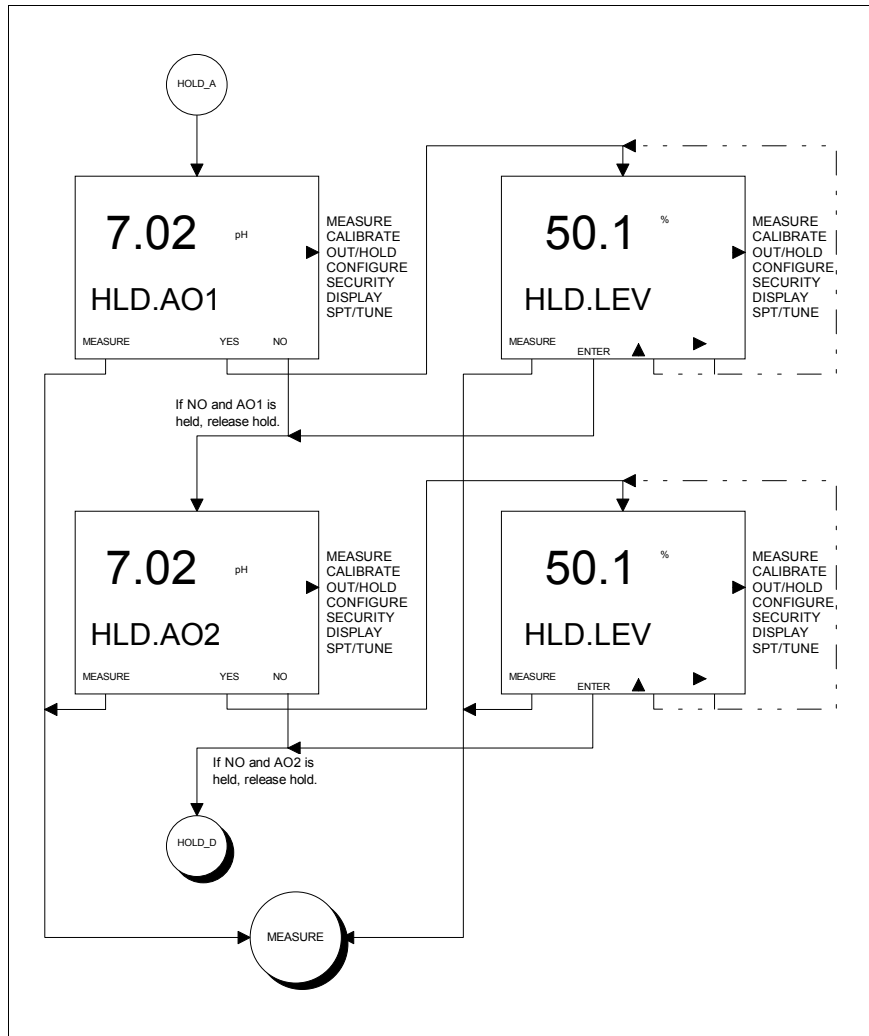 HOLD_A
7.02 pH
HLD.AO1
MEASURE YES NO
MEASURE
CALIBRATE
OUT/HOLD
CONFIGURE
SECURITY
DISPLAY
SPT/TUNE
50.1 %
HLD.LEV
MEASURE ENTER
MEASURE
CALIBRATE
OUT/HOLD
CONFIGURE
SECURITY
DISPLAY
SPT/TUNE
If NO and AO1 is
held, release hold.
7.02 pH
HLD.AO2
MEASURE YES NO
MEASURE
CALIBRATE
OUT/HOLD
CONFIGURE
SECURITY
DISPLAY
SPT/TUNE
50.1 %
HLD.LEV
MEASURE ENTER
MEASURE
CALIBRATE
OUT/HOLD
CONFIGURE
SECURITY
DISPLAY
SPT/TUNE
If NO and AO2 is
held, release hold.
HOLD_D
MEASURE